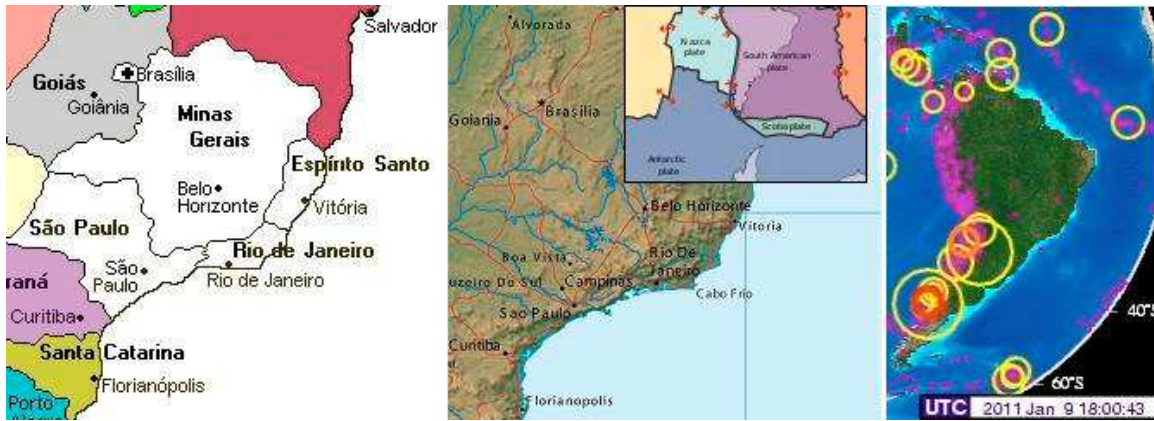 Salvador
Brasília
Goiás
Goiânia
Minas
Gerais
Espírito Santo
Belo
Horizonte
Vitória
São Paulo
Rio de Janeiro
São
Paulo
Rio de Janeiro
raná
Curitiba
Santa Catarina
Florianópolis
Porto
Alvorada
Brasilia
Goiania
Belo Horizonte
Vitoria
Boa Vista
Rio De
Janeiro
uzeiro Do Sul
Campinas
Cabo Frio
Sao Paulo
Curitiba
Florianopolis
Nazca
plate
South American
plate
Scotia plate
Antarctic
plate
40°S
60°S
UTC 2011 Jan 9 18:00:43